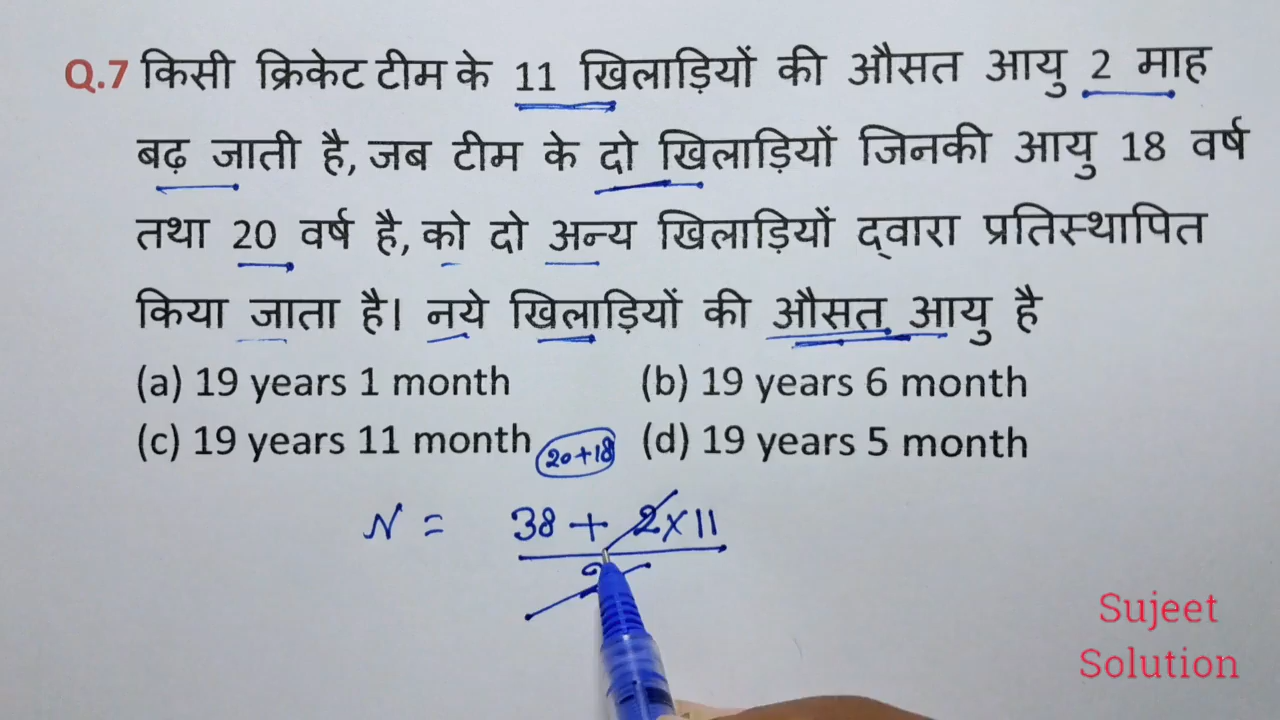 Q.7 किसी क्रिकेट टीम के 11 खिलाड़ियों की औसत आयु 2 माह
बढ़ जाती है, जब टीम के दो खिलाड़ियों जिनकी आयु 18 वर्ष
तथा 20 वर्ष है, को दो अन्य खिलाड़ियों द्वारा प्रतिस्थापित
किया जाता है। नये खिलाड़ियों की औसत आयु है
(a) 19 years 1 month (b) 19 years 6 month
(c) 19 years 11 month (d) 19 years 5 month
20+18
N = 38 + 2×11
Sujeet
Solution